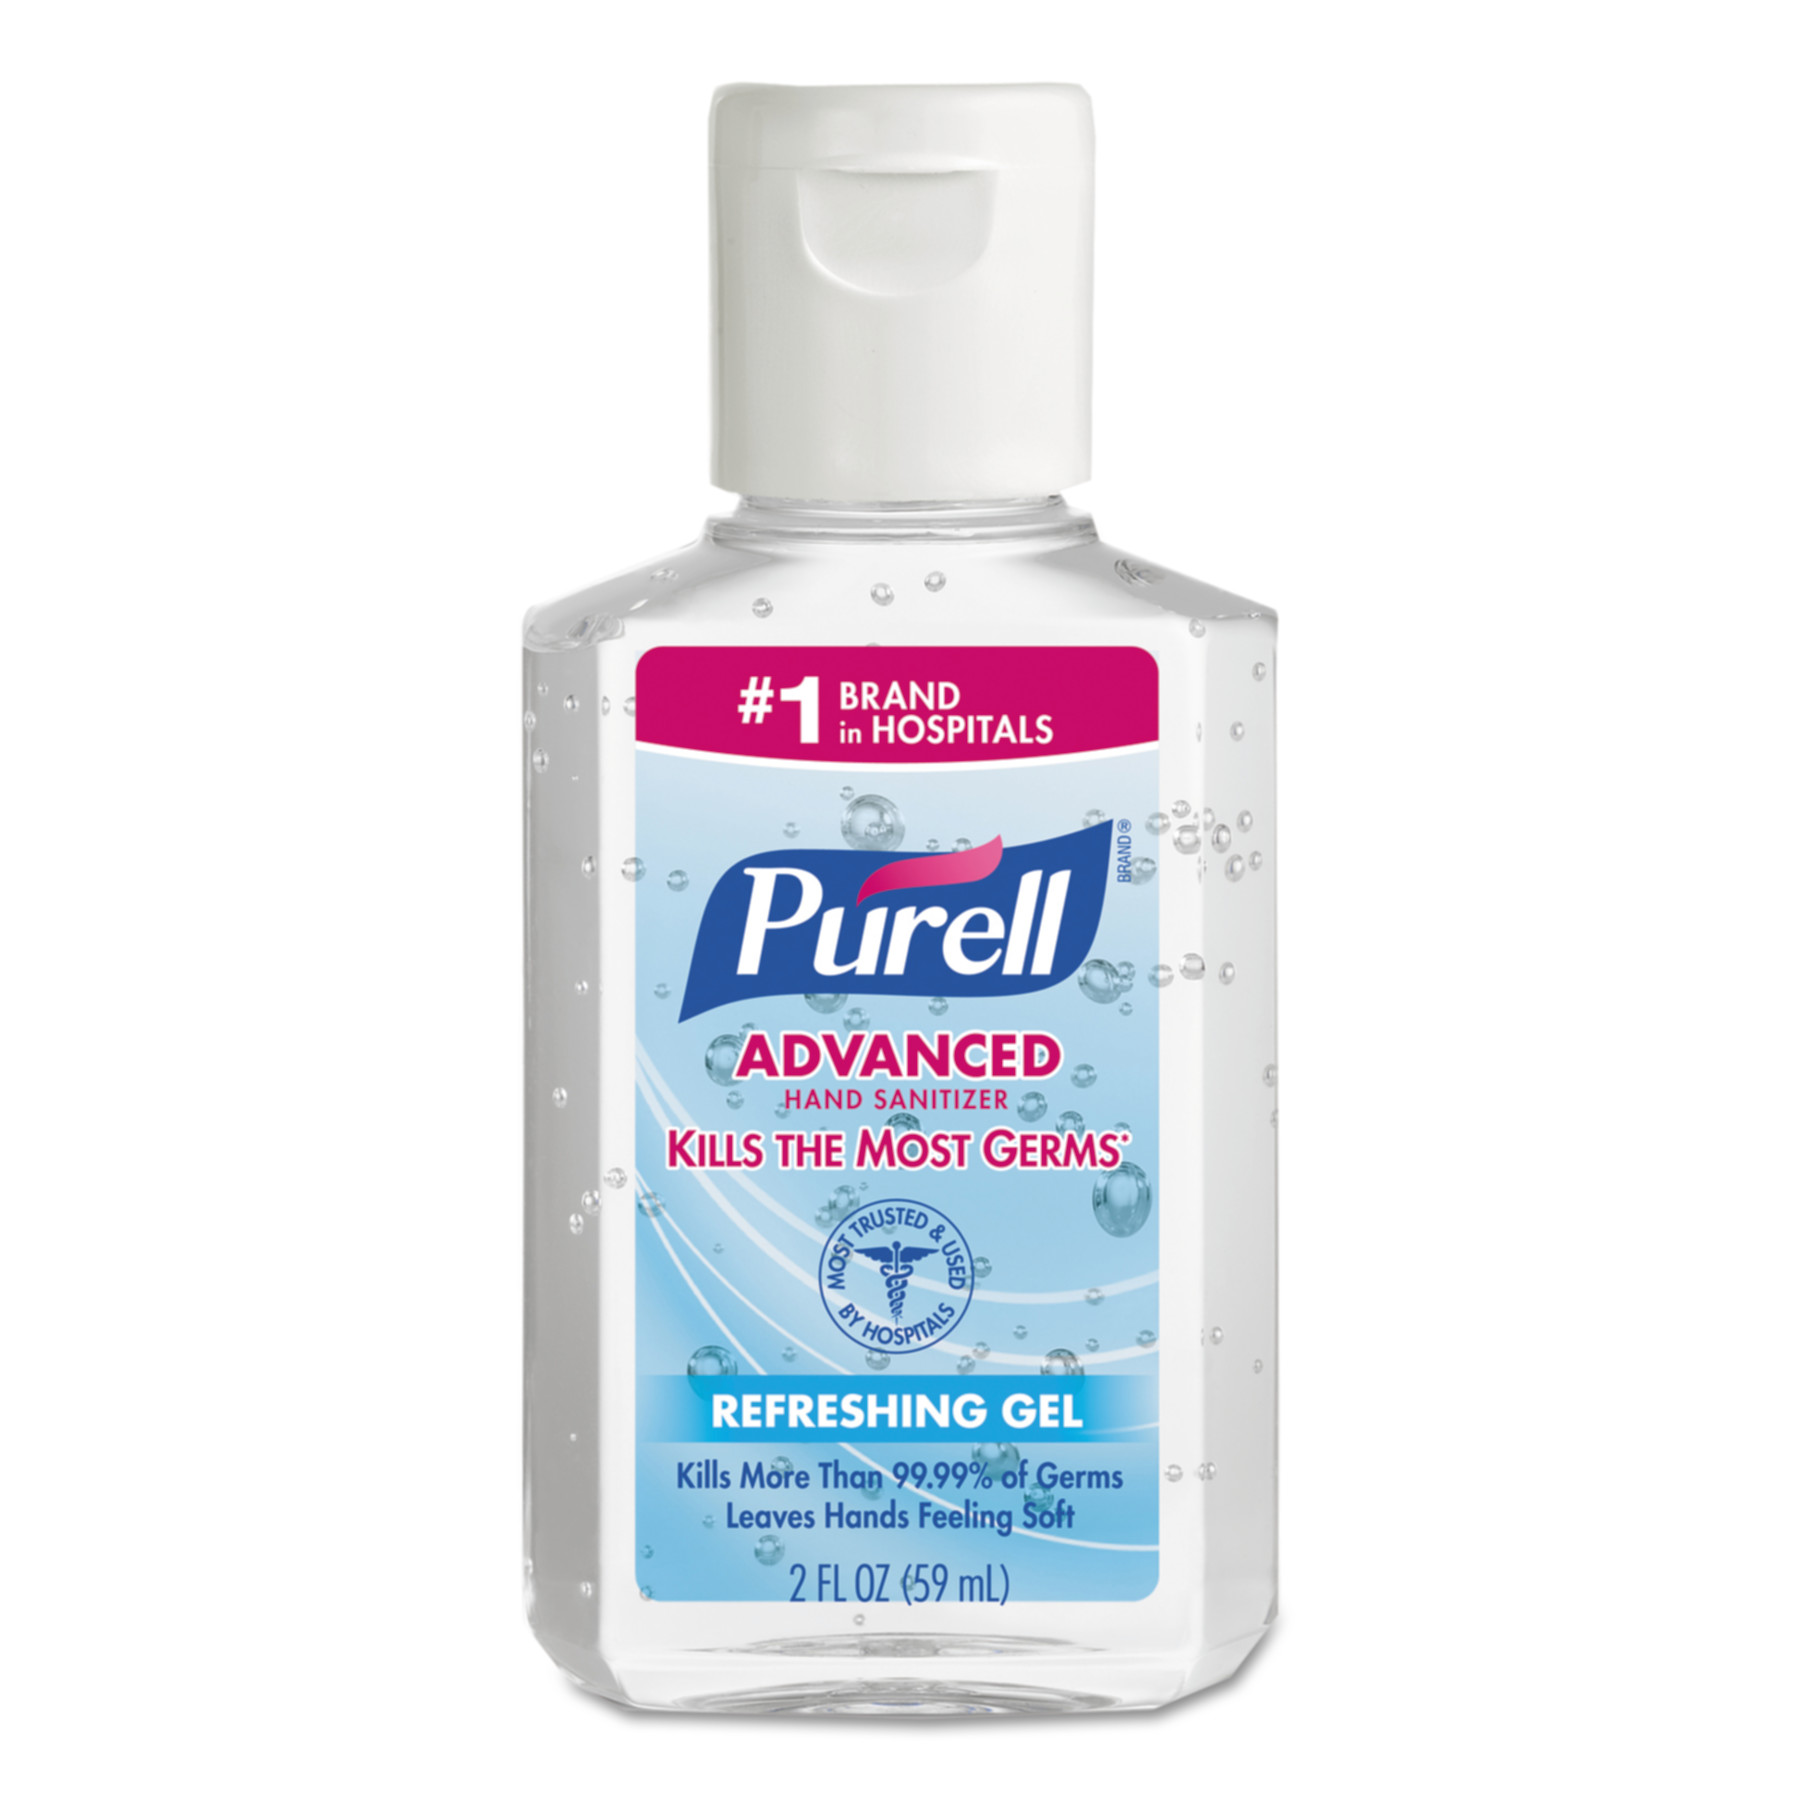 #1 BRAND
in HOSPITALS
Purell
BRAND®
ADVANCED
HAND SANITIZER
KILLS THE MOST GERMS*
MOST TRUSTED & USED
BY HOSPITALS
REFRESHING GEL
Kills More Than 99.99% of Germs
Leaves Hands Feeling Soft
2 FL OZ (59 mL)